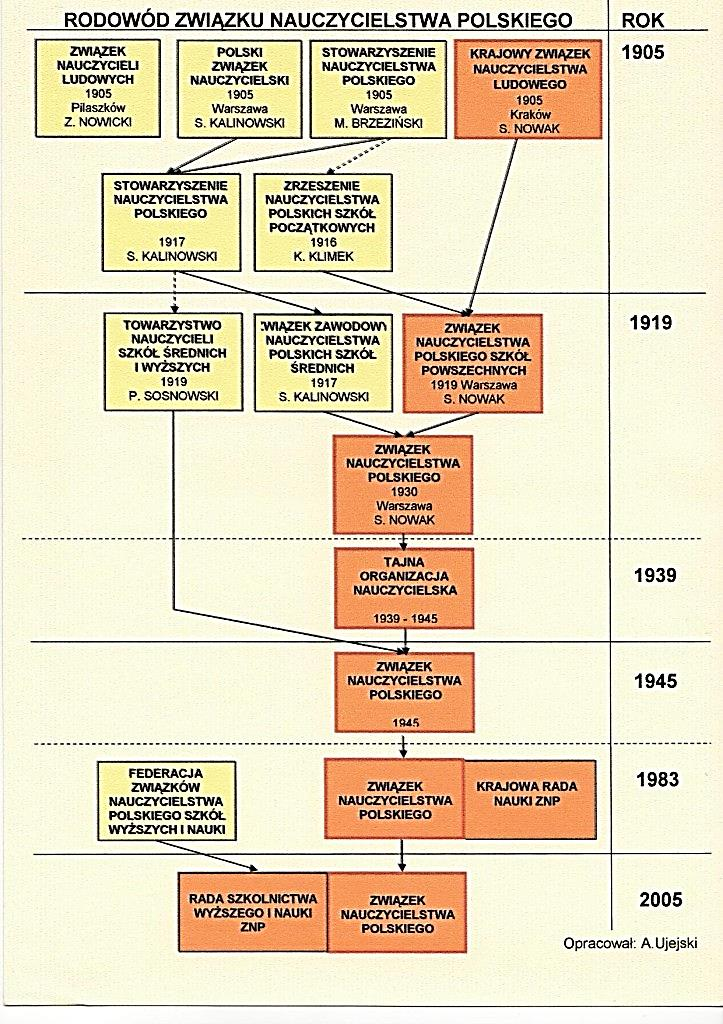 RODOWÓD ZWIĄZKU NAUCZYCIELSTWA POLSKIEGO
ROK
ZWIĄZEK
NAUCZYCIELI
LUDOWYCH
1905
Pilaszków
Z. NOWICKI
POLSKI
ZWIĄZEK
NAUCZYCIELSKI
1905
Warszawa
S. KALINOWSKI
STOWARZYSZENIE
NAUCZYCIELSTWA
POLSKIEGO
1905
Warszawa
M. BRZEZIŃSKI
KRAJOWY ZWIĄZEK
NAUCZYCIELSTWA
LUDOWEGO
1905
Kraków
S. NOWAK
1905
STOWARZYSZENIE
NAUCZYCIELSTWA
POLSKIEGO
1917
S. KALINOWSKI
ZRZESZENIE
NAUCZYCIELSTWA
POLSKICH SZKÓŁ
POCZĄTKOWYCH
1916
K. KLIMEK
TOWARZYSTWO
NAUCZYCIELI
SZKÓŁ ŚREDNICH
I WYŻSZYCH
1919
P. SOSNOWSKI
ZWIĄZEK ZAWODOWY
NAUCZYCIELSTWA
POLSKICH SZKÓŁ
ŚREDNICH
1917
S. KALINOWSKI
ZWIĄZEK
NAUCZYCIELSTWA
POLSKIEGO SZKÓŁ
POWSZECHNYCH
1919 Warszawa
S. NOWAK
1919
ZWIĄZEK
NAUCZYCIELSTWA
POLSKIEGO
1930
Warszawa
S. NOWAK
TAJNA
ORGANIZACJA
NAUCZYCIELSKA
1939 - 1945
1939
ZWIĄZEK
NAUCZYCIELSTWA
POLSKIEGO
1945
1945
FEDERACJA
ZWIĄZKÓW
NAUCZYCIELSTWA
POLSKIEGO SZKÓŁ
WYŻSZYCH I NAUKI
ZWIĄZEK
NAUCZYCIELSTWA
POLSKIEGO
KRAJOWA RADA
NAUKI ZNP
1983
RADA SZKOLNICTWA
WYŻSZEGO I NAUKI
ZNP
ZWIĄZEK
NAUCZYCIELSTWA
POLSKIEGO
2005
Opracował: A.Ujejski